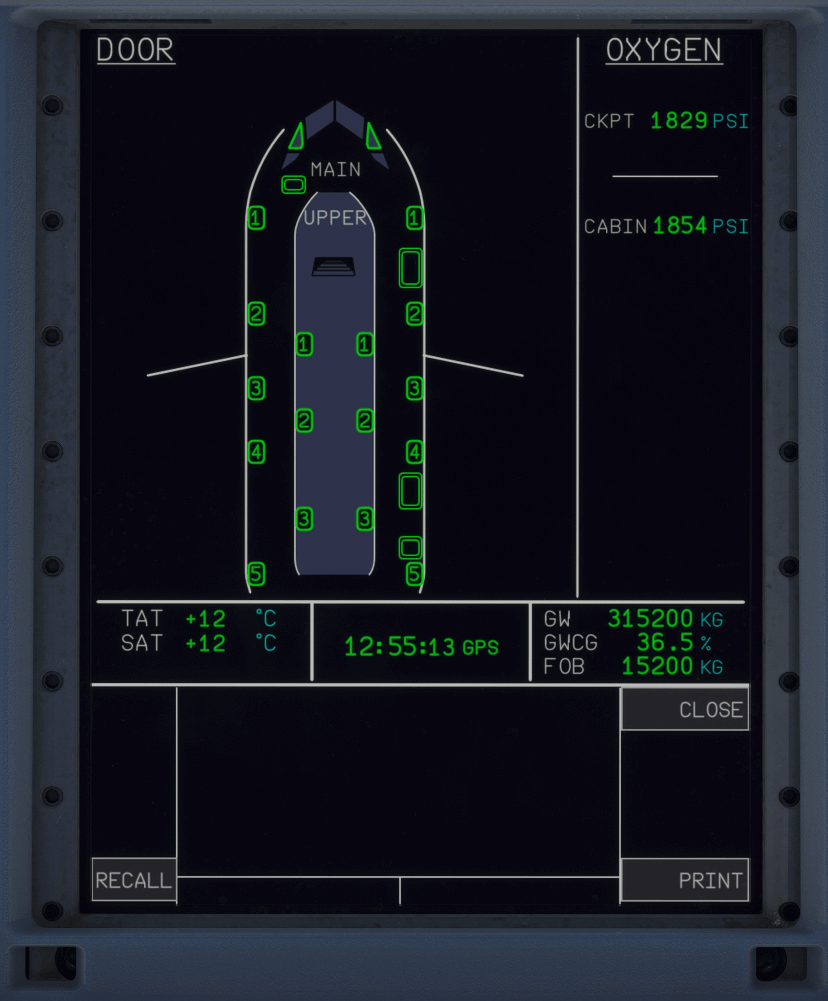 DOOR OXYGEN
CKPT 1829 PSI
MAIN
1 UPPER 1
CABIN 1854 PSI
2 2
1 1
3 3
2 2
4 4
3 3
5 5
TAT +12 °C
SAT +12 °C
12:55:13 GPS
GW 315200 KG
GWCG 36.5 %
FOB 15200 KG
CLOSE
RECALL
PRINT